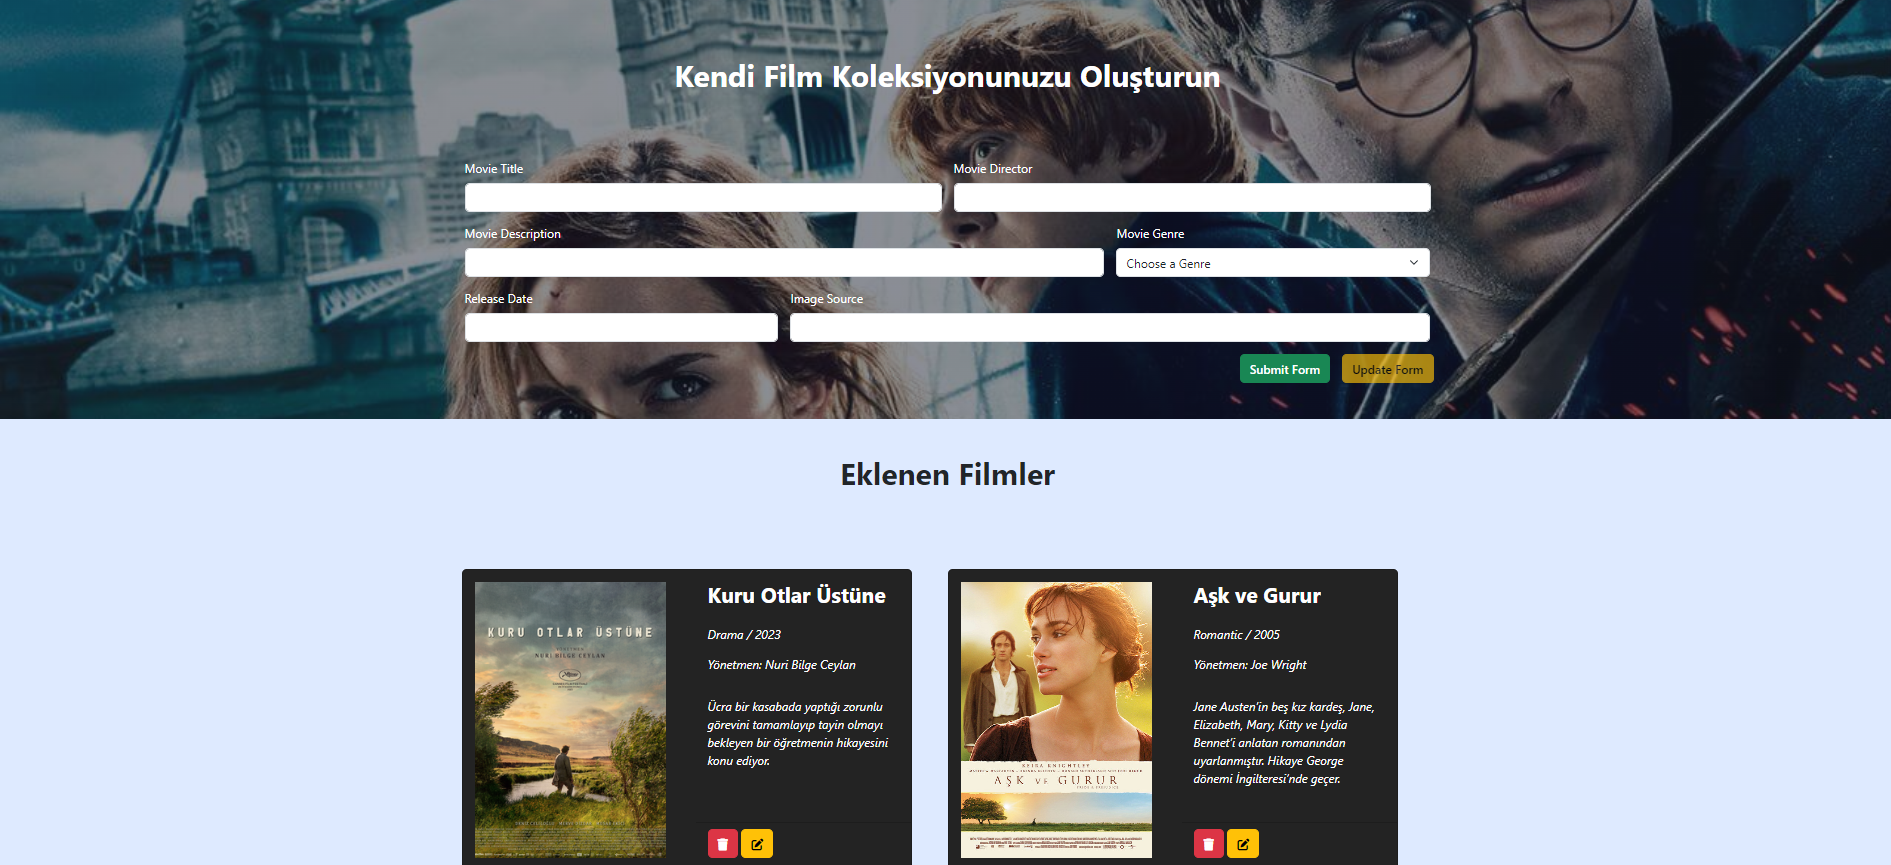 Kendi Film Koleksiyonunuzu Oluşturun
Movie Title
Movie Director
Movie Description
Movie Genre
Choose a Genre
Release Date
Image Source
Submit Form
Update Form
Eklenen Filmler
KURU OTLAR ÜSTÜNE
NURI BILGE CEYLAN
Kuru Otlar Üstüne
Drama / 2023
Yönetmen: Nuri Bilge Ceylan
Ücra bir kasabada yaptığı zorunlu
görevini tamamlayıp tayin olmayı
bekleyen bir öğretmenin hikayesini
konu ediyor.
KEIRA KNIGHTLEY
AŞK VE GURUR
Aşk ve Gurur
Romantic / 2005
Yönetmen: Joe Wright
Jane Austen’in beş kız kardeş, Jane,
Elizabeth, Mary, Kitty ve Lydia
Bennet’i anlatan romanından
uyarlanmıştır. Hikaye George
dönemi İngilteresi’nde geçer.